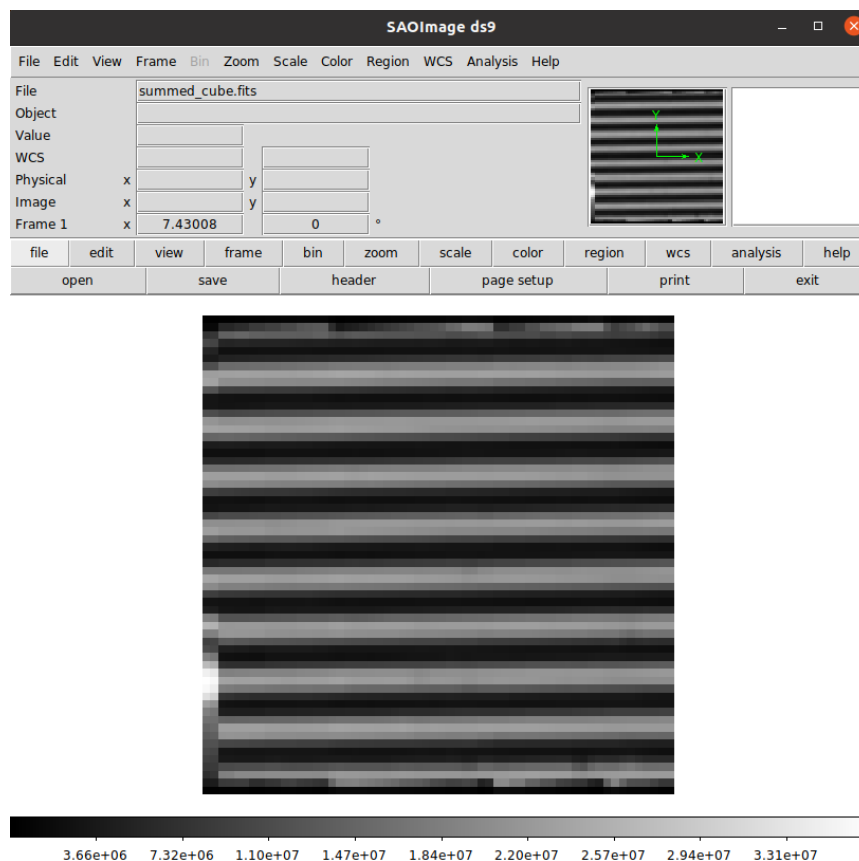 SAOImage ds9
File Edit View Frame Bin Zoom Scale Color Region WCS Analysis Help
File summed_cube.fits
Object
Value
WCS
Physical x y
Image x y
Frame 1 x 7.43008 0 °
Y
X
file edit view frame bin zoom scale color region wcs analysis help
open save header page setup print exit
3.66e+06 7.32e+06 1.10e+07 1.47e+07 1.84e+07 2.20e+07 2.57e+07 2.94e+07 3.31e+07